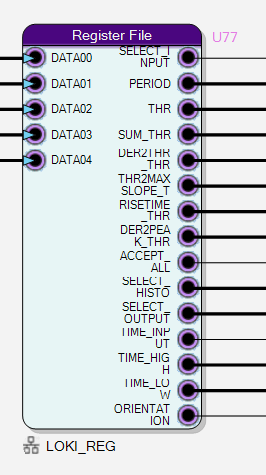 Register File
U77
DATA00
DATA01
DATA02
DATA03
DATA04
SELECT_I
NPUT
PERIOD
THR
SUM_THR
DER2THR
_THR
THR2MAX
SLOPE_T
RISETIME
_THR
DER2PEA
K_THR
ACCEPT_
ALL
SELECT_
HISTO
SELECT_
OUTPUT
TIME_INP
UT
TIME_HIG
H
TIME_LO
W
ORIENTAT
ION
LOKI_REG